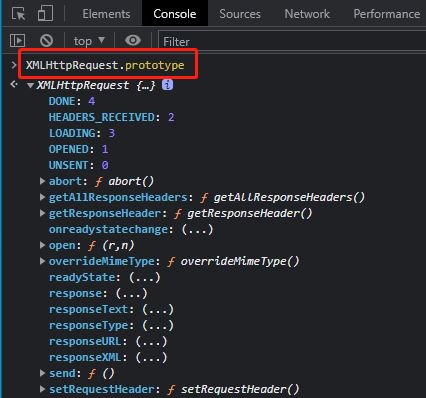 Elements Console Sources Network Performance
top Filter
XMLHttpRequest.prototype
XMLHttpRequest {…} i
DONE: 4
HEADERS_RECEIVED: 2
LOADING: 3
OPENED: 1
UNSENT: 0
abort: ƒ abort()
getAllResponseHeaders: ƒ getAllResponseHeaders()
getResponseHeader: ƒ getResponseHeader()
onreadystatechange: (...)
open: ƒ (r,n)
overrideMimeType: ƒ overrideMimeType()
readyState: (...)
response: (...)
responseText: (...)
responseType: (...)
responseURL: (...)
responseXML: (...)
send: ƒ ()
setRequestHeader: ƒ setRequestHeader()